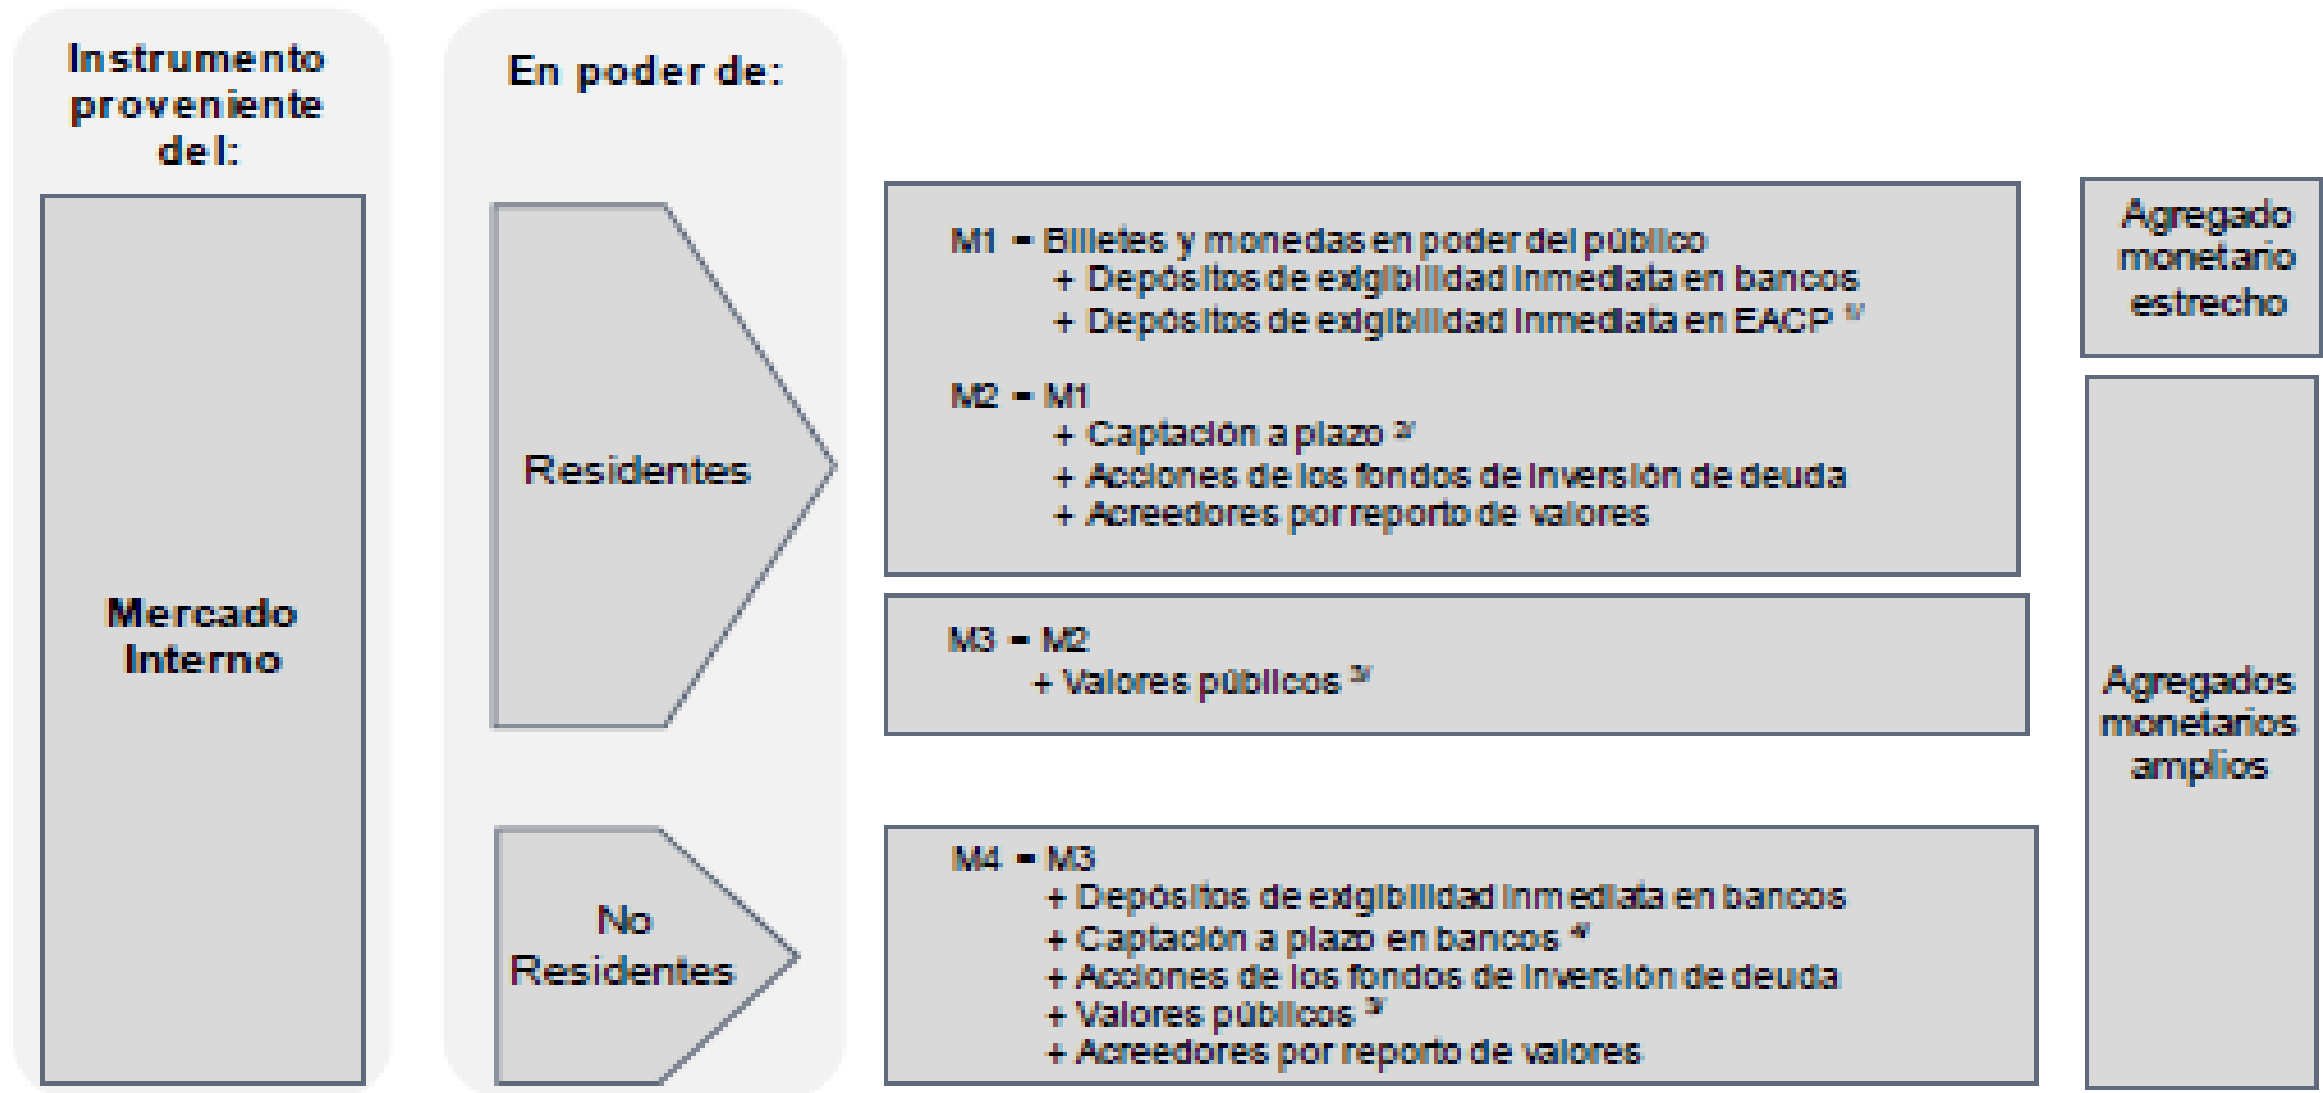 Instrumento
proveniente
del:
Mercado
Interno
En poder de:
Residentes
No
Residentes
M1 = Billetes y monedas en poder del público
+ Depósitos de exigibilidad inmediata en bancos
+ Depósitos de exigibilidad inmediata en EACP 1/
M2 = M1
+ Captación a plazo 2/
+ Acciones de los fondos de inversión de deuda
+ Acreedores por reporto de valores
M3 = M2
+ Valores públicos 3/
M4 = M3
+ Depósitos de exigibilidad inmediata en bancos
+ Captación a plazo en bancos 4/
+ Acciones de los fondos de inversión de deuda
+ Valores públicos 3/
+ Acreedores por reporto de valores
Agregado
monetario
estrecho
Agregados
monetarios
amplios